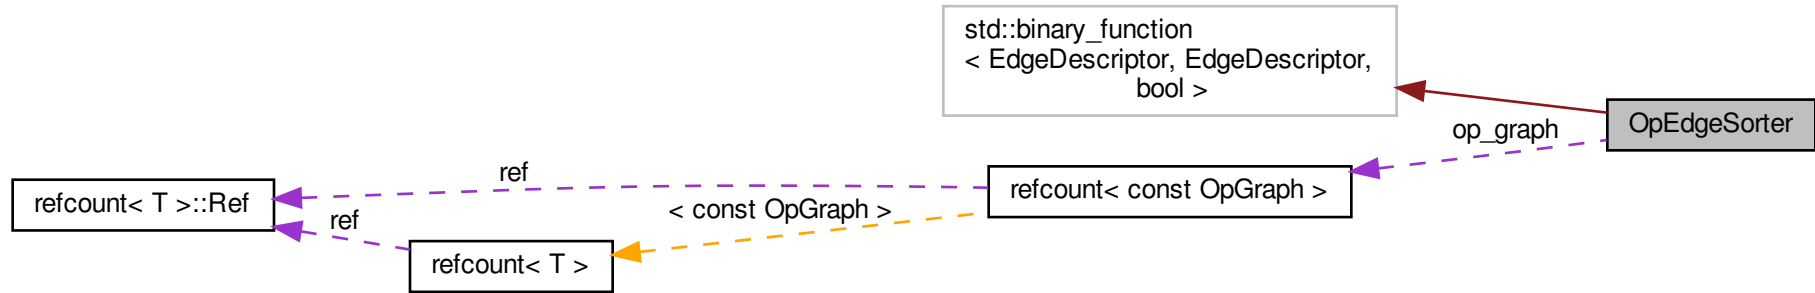 std::binary_function
< EdgeDescriptor, EdgeDescriptor,
bool >
OpEdgeSorter
op_graph
refcount< const OpGraph >
ref
refcount< T >::Ref
< const OpGraph >
ref
refcount< T >